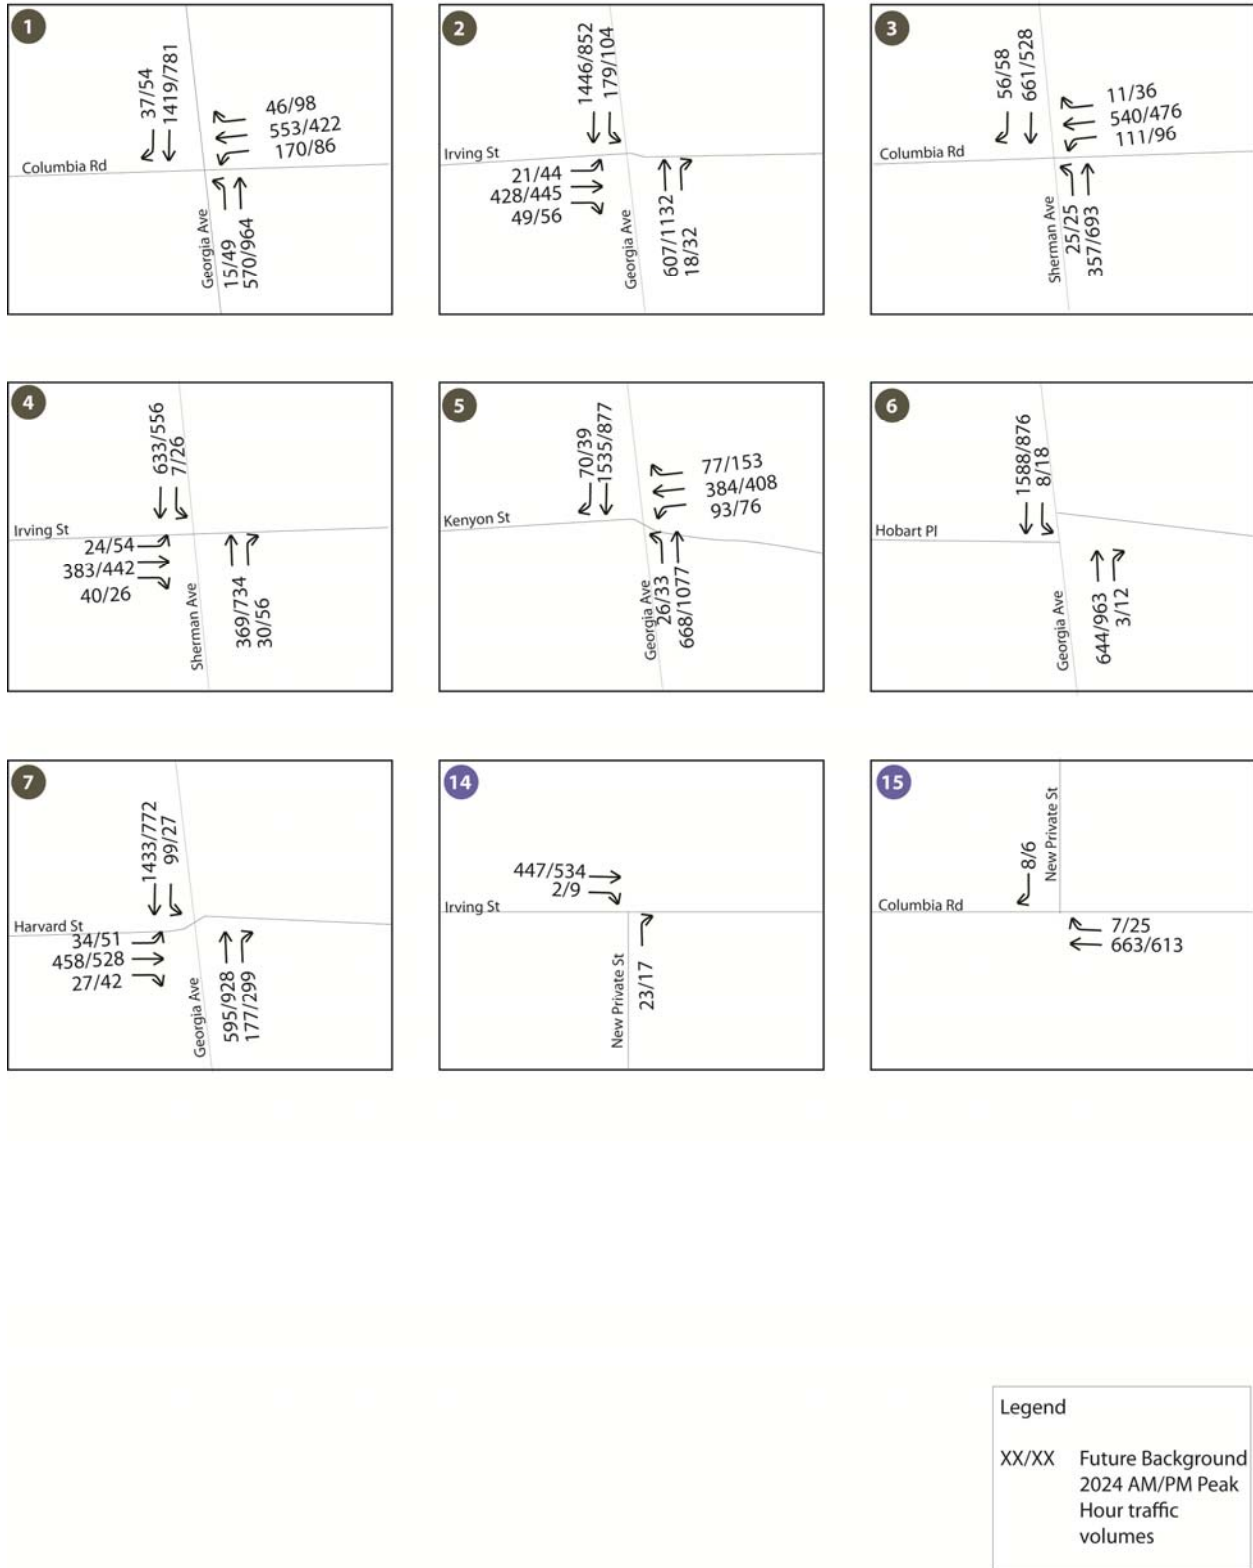 1
37/54
1419/781
46/98
553/422
170/86
Columbia Rd
Georgia Ave
15/49
570/964
2
1446/852
179/104
Irving St
21/44
428/445
49/56
Georgia Ave
607/1132
18/32
3
56/58
661/528
11/36
540/476
111/96
Columbia Rd
Sherman Ave
25/25
357/693
4
633/556
7/26
Irving St
24/54
383/442
40/26
Sherman Ave
369/734
30/56
5
70/39
1535/877
77/153
384/408
93/76
Kenyon St
Georgia Ave
26/33
668/1077
6
1588/876
8/18
Hobart Pl
Georgia Ave
644/963
3/12
7
1433/772
99/27
Harvard St
34/51
458/528
27/42
Georgia Ave
595/928
177/299
14
447/534
2/9
Irving St
New Private St
23/17
15
8/6
New Private St
Columbia Rd
7/25
663/613
Legend
XX/XX Future Background
2024 AM/PM Peak
Hour traffic
volumes